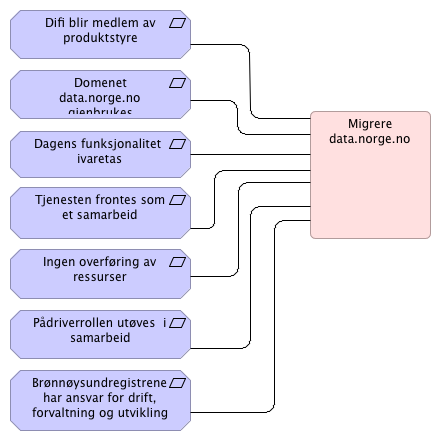 Difi blir medlem av
produktstyre
Domenet
data.norge.no
gjenbrukes
Dagens funksjonalitet
ivaretas
Tjenesten frontes som
et samarbeid
Ingen overføring av
ressurser
Pådriverrollen utøves  i
samarbeid
Brønnøysundregistrene
har ansvar for drift,
forvaltning og utvikling
Migrere
data.norge.no